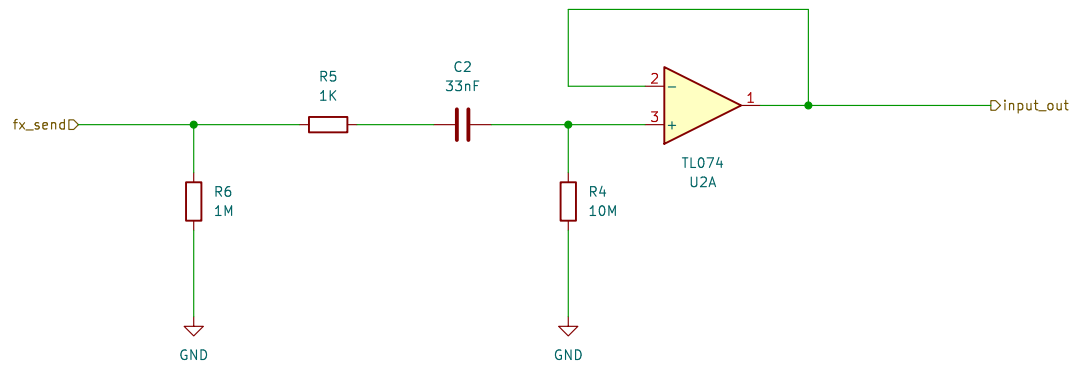 C2
33nF
R5
1K
2
−
1
input_out
fx_send
3
+
TL074
U2A
R6
1M
R4
10M
GND
GND